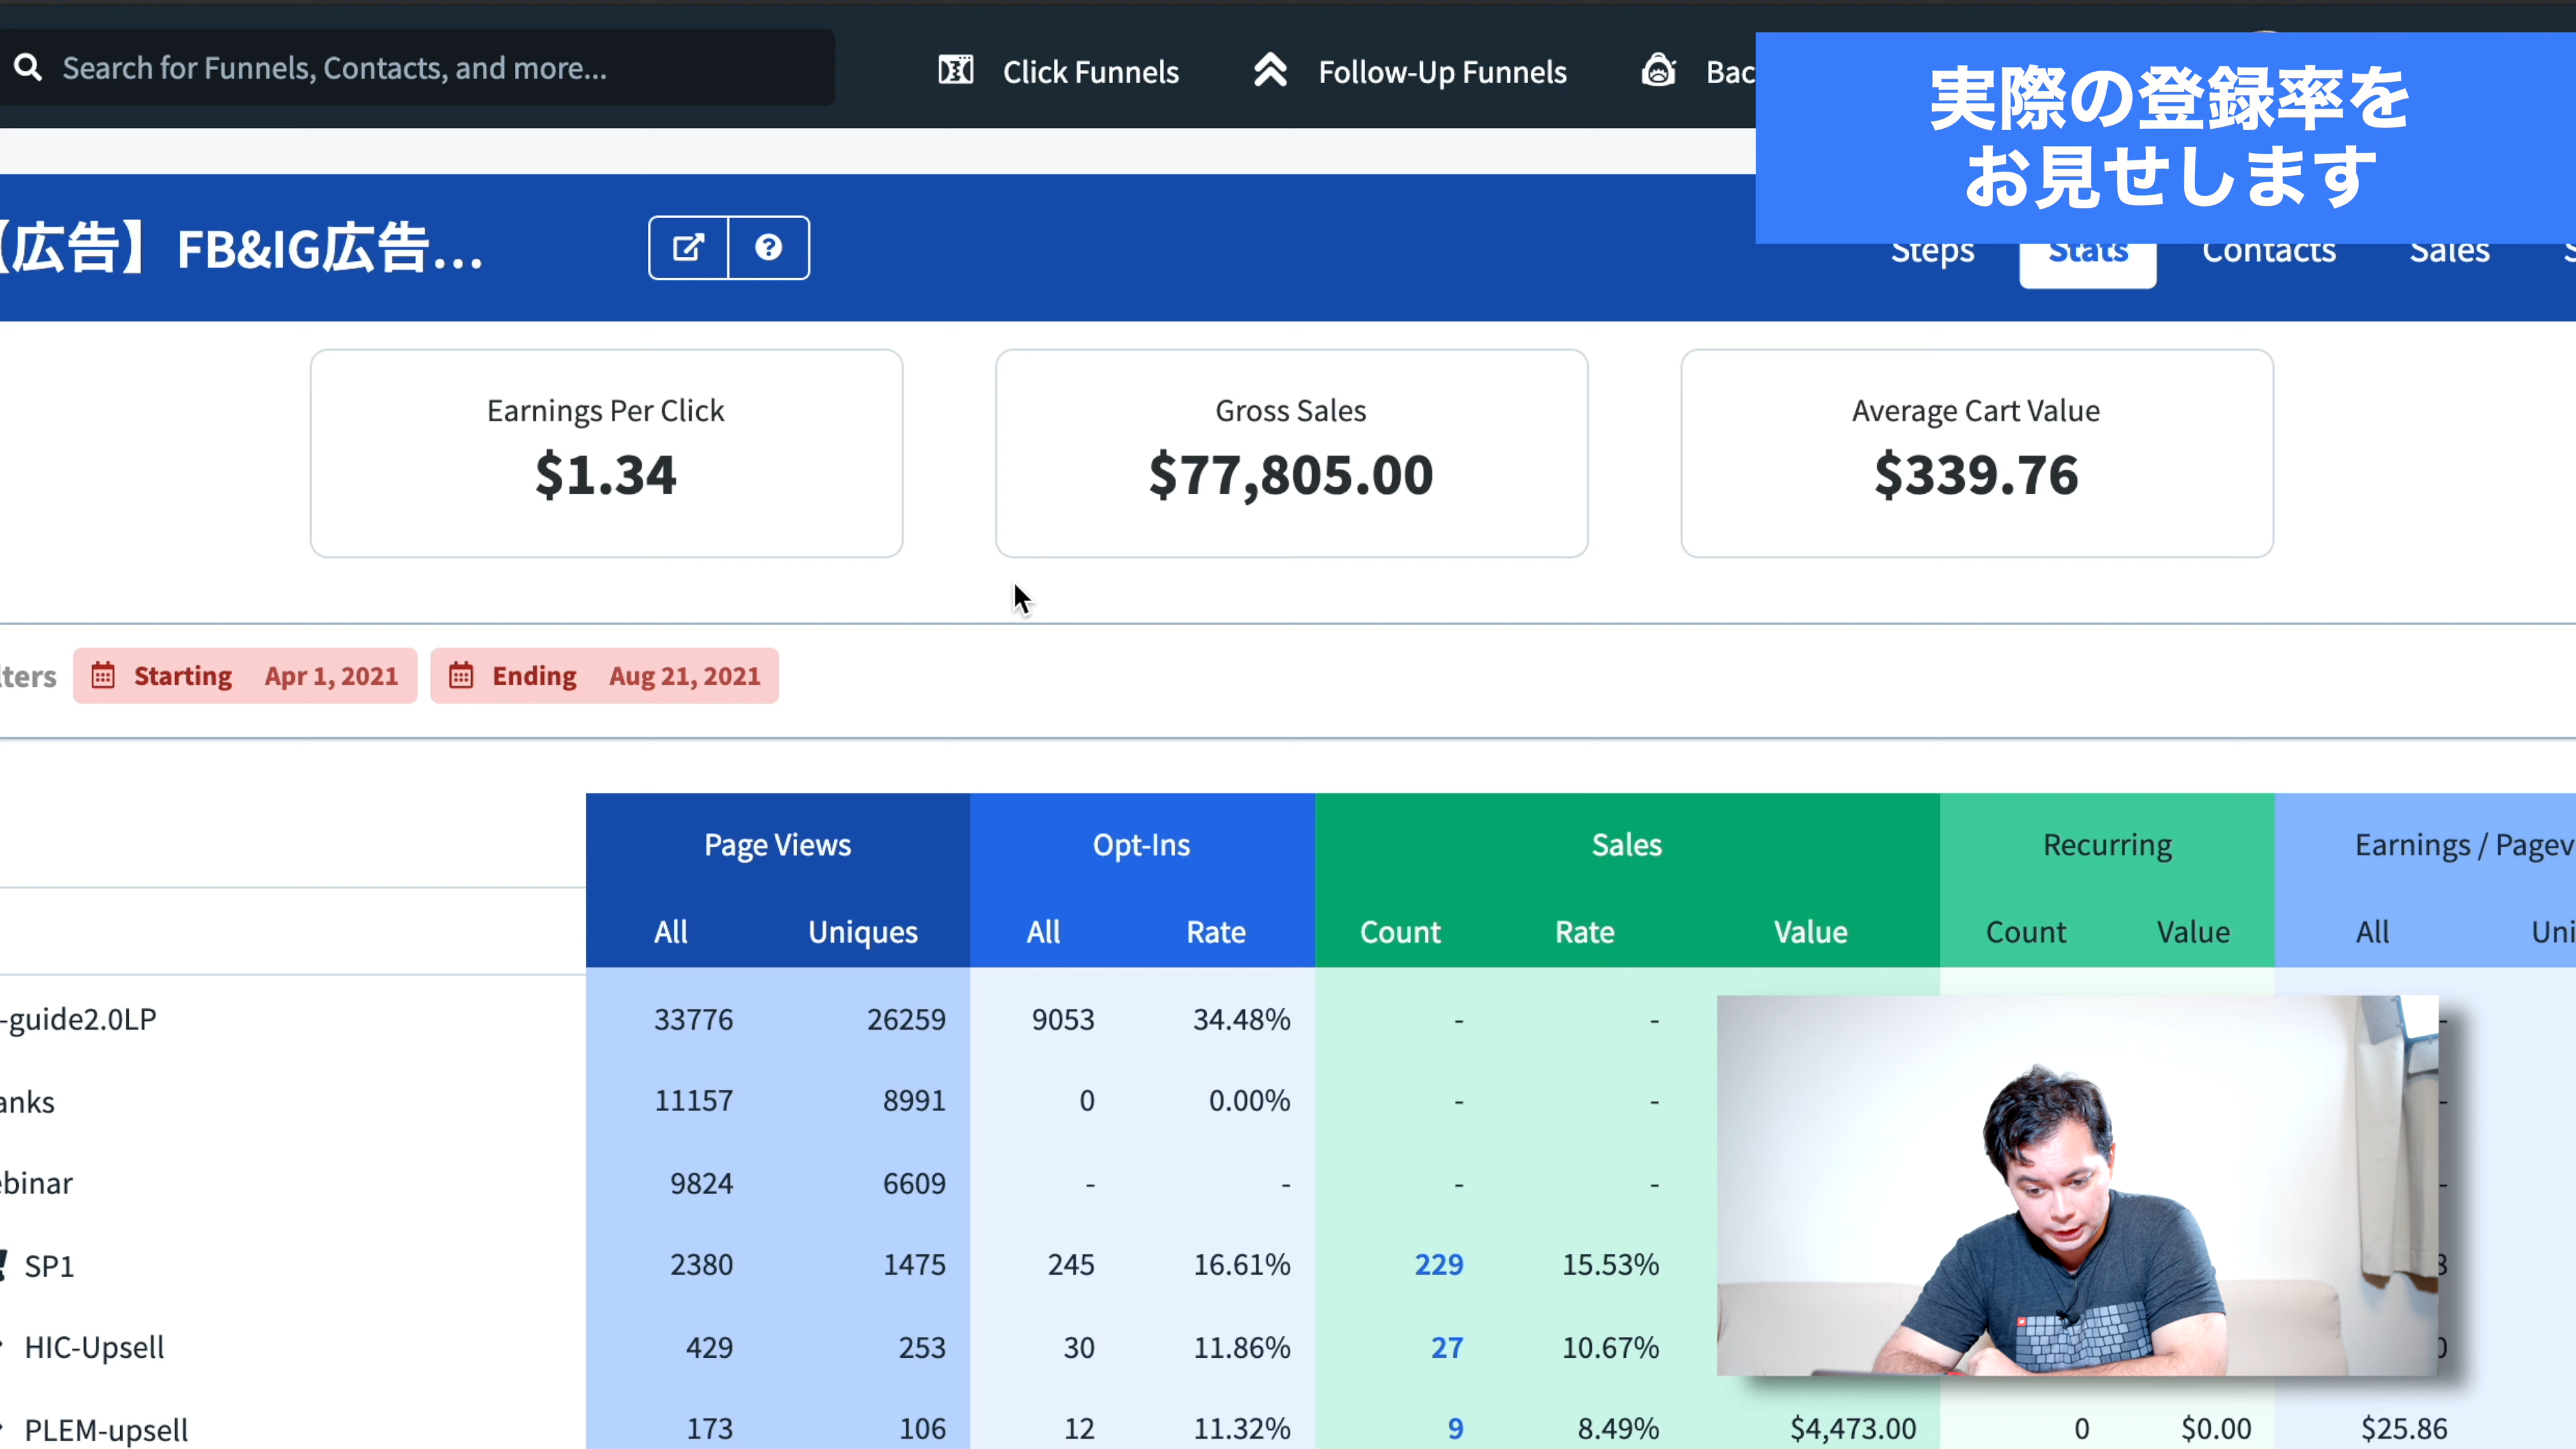 Search for Funnels, Contacts, and more...
Click Funnels
Follow-Up Funnels
実際の登録率を
お見せします
【広告】FB&IG広告...
Steps
Stats
Contacts
Sales
Earnings Per Click
$1.34
Gross Sales
$77,805.00
Average Cart Value
$339.76
Starting Apr 1, 2021
Ending Aug 21, 2021
Page Views Opt-Ins Sales Recurring Earnings /
All Uniques All Rate Count Rate Value Count Value All
-guide2.0LP 33776 26259 9053 34.48% - -
11157 8991 0 0.00% - -
9824 6609 - - - -
SP1 2380 1475 245 16.61% 229 15.53%
HIC-Upsell 429 253 30 11.86% 27 10.67%
PLEM-upsell 173 106 12 11.32% 9 8.49% $4,473.00 0 $0.00 $25.86